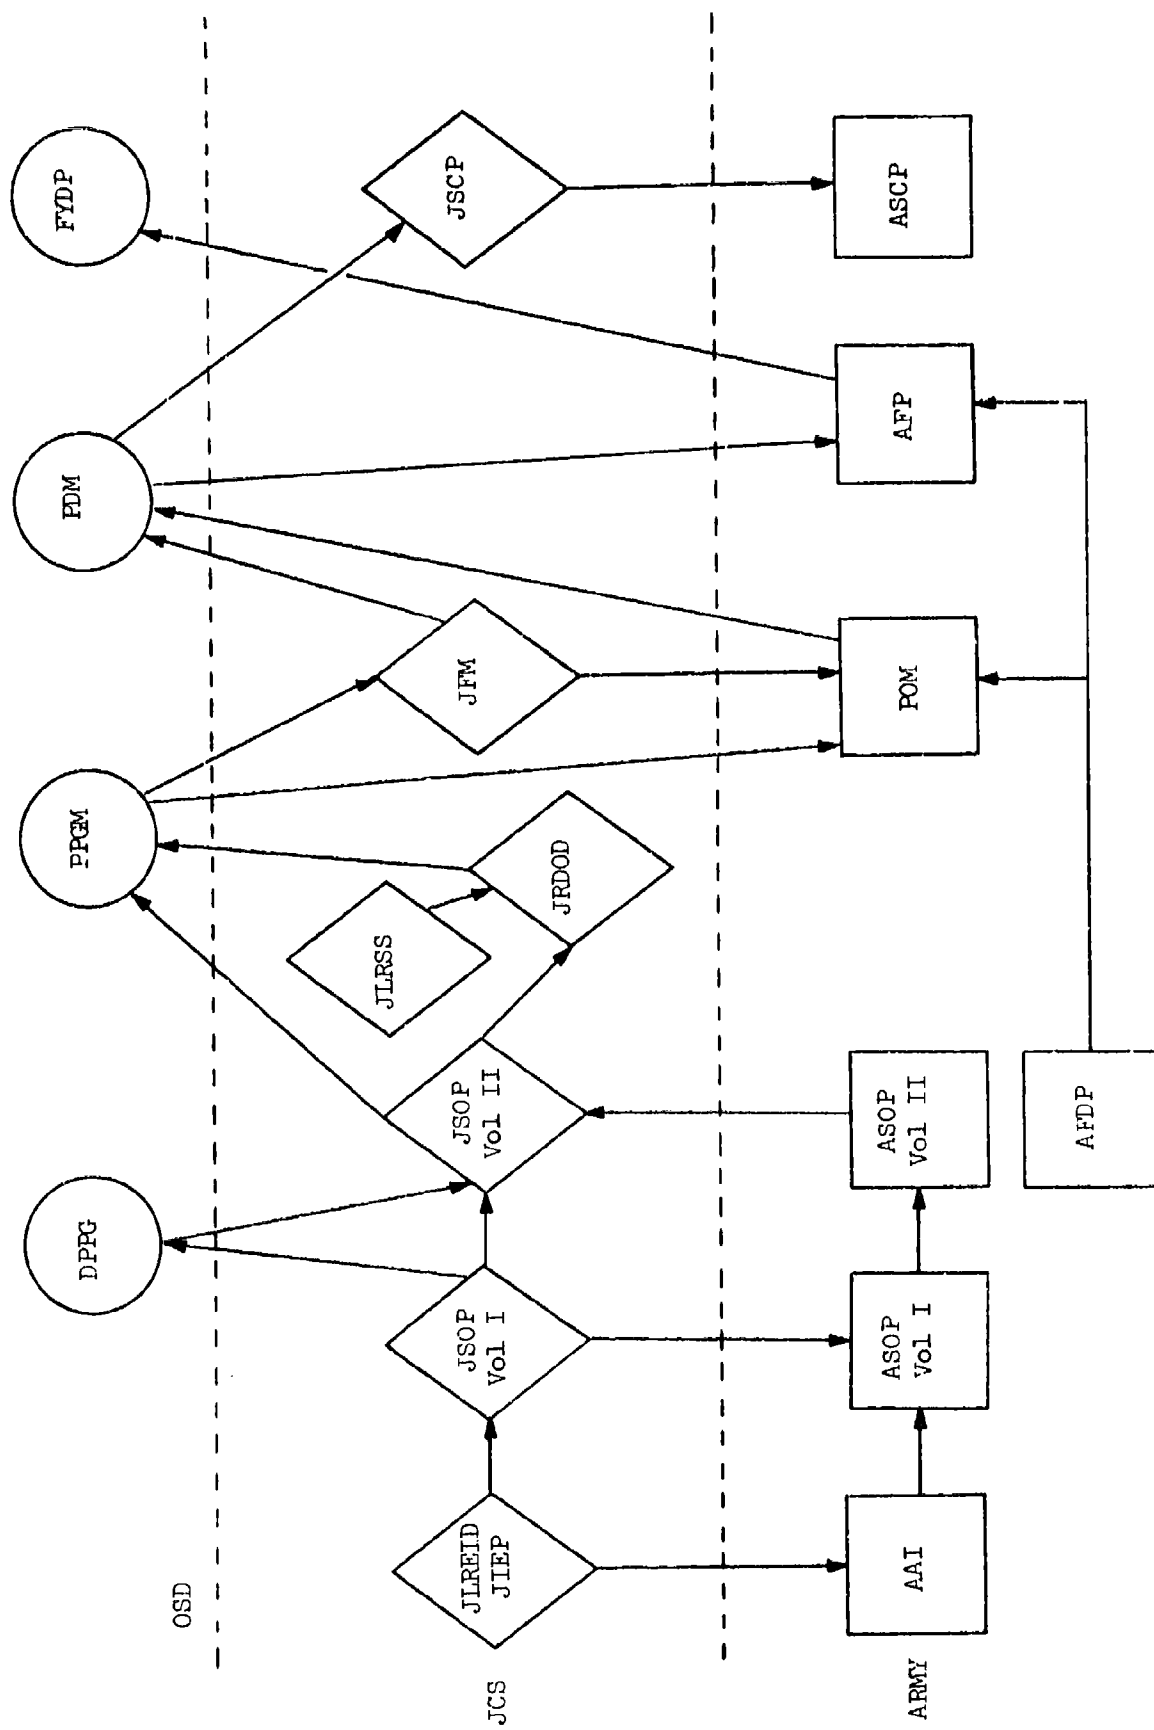 OSD
DPPG
PPGM
PDM
FYDP
JCS
JLREID
JIEP
JSOP
Vol I
JSOP
Vol II
JLRSS
JRDOD
JFM
JSCP
ARMY
AAI
ASOP
Vol I
ASOP
Vol II
POM
AFP
ASCP
AFDP